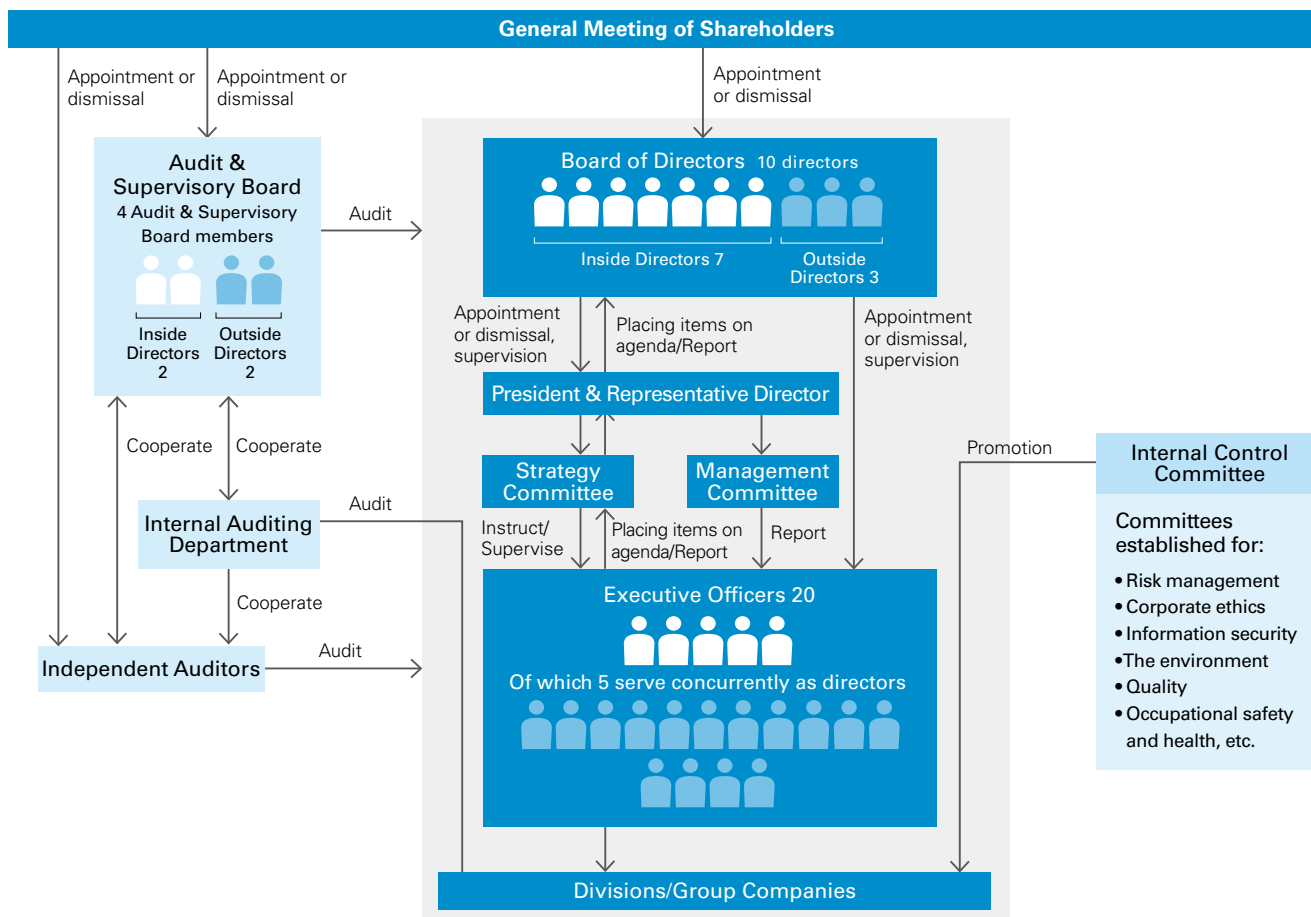 General Meeting of Shareholders
Appointment or
dismissal
Appointment or
dismissal
Appointment
or dismissal
Audit &
Supervisory Board
4 Audit & Supervisory
Board members
Inside
Directors
2
Outside
Directors
2
Audit
Board of Directors 10 directors
Inside Directors 7
Outside
Directors 3
Appointment
or dismissal,
supervision
Placing items on
agenda/Report
Appointment
or dismissal,
supervision
President & Representative Director
Cooperate
Cooperate
Strategy
Committee
Management
Committee
Promotion
Internal Control
Committee
Internal Auditing
Department
Audit
Instruct/
Supervise
Placing items on
agenda/Report
Report
Committees
established for:
• Risk management
• Corporate ethics
• Information security
•The environment
• Quality
• Occupational safety
and health, etc.
Cooperate
Independent Auditors
Audit
Executive Officers 20
Of which 5 serve concurrently as directors
Divisions/Group Companies